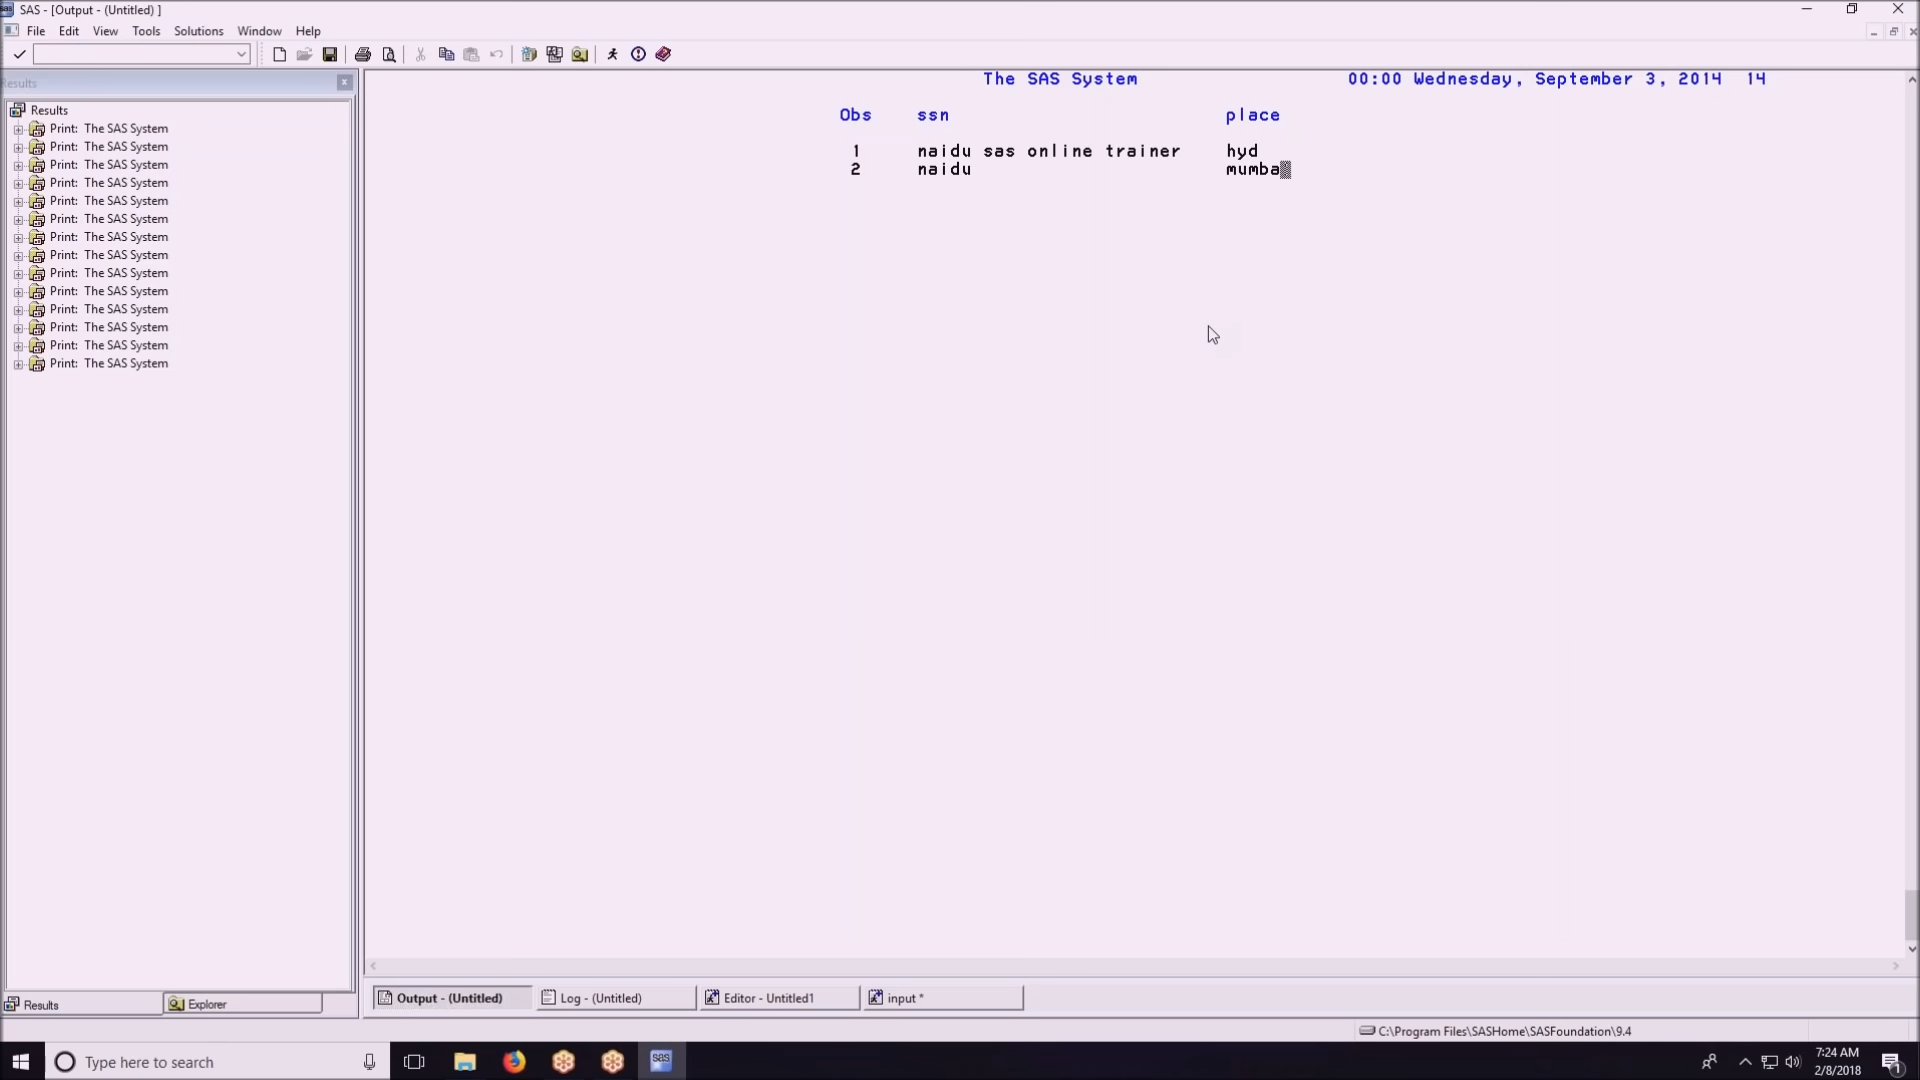 SAS - [Output - (Untitled) ]
File Edit View Tools Solutions Window Help
Results
Results
Print: The SAS System
Print: The SAS System
Print: The SAS System
Print: The SAS System
Print: The SAS System
Print: The SAS System
Print: The SAS System
Print: The SAS System
Print: The SAS System
Print: The SAS System
Print: The SAS System
Print: The SAS System
Print: The SAS System
Print: The SAS System
The SAS System 00:00 Wednesday, September 3, 2014 14
Obs ssn place
1 naidu sas online trainer hyd
2 naidu mumba
Results Explorer
Output - (Untitled) Log - (Untitled) Editor - Untitled1 input *
C:\Program Files\SASHome\SASFoundation\9.4
Type here to search
sas
7:24 AM
2/8/2018
1